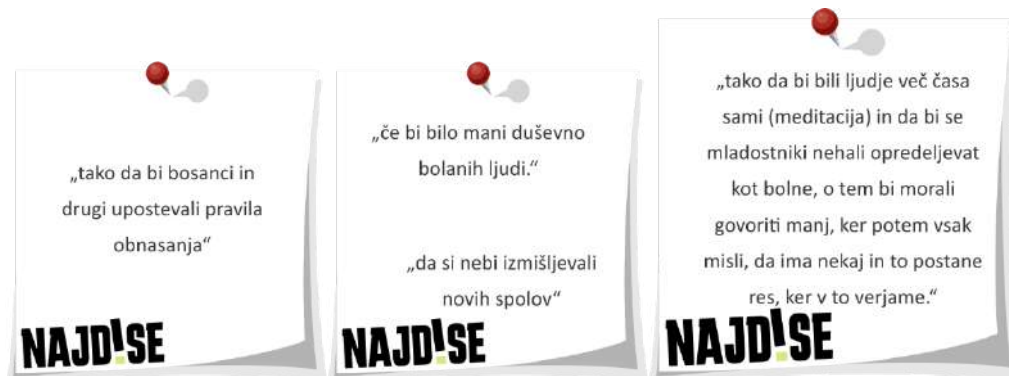 „tako da bi bosanci in
drugi upostevali pravila
obnasanja“
NAJD!SE
„če bi bilo mani duševno
bolanih ljudi.“
„da si nebi izmišljevali
novih spolov“
NAJD!SE
„tako da bi bili ljudje več časa
sami (meditacija) in da bi se
mladostniki nehali opredeljevat
kot bolne, o tem bi morali
govoriti manj, ker potem vsak
misli, da ima nekaj in to postane
res, ker v to verjame.“
NAJD!SE